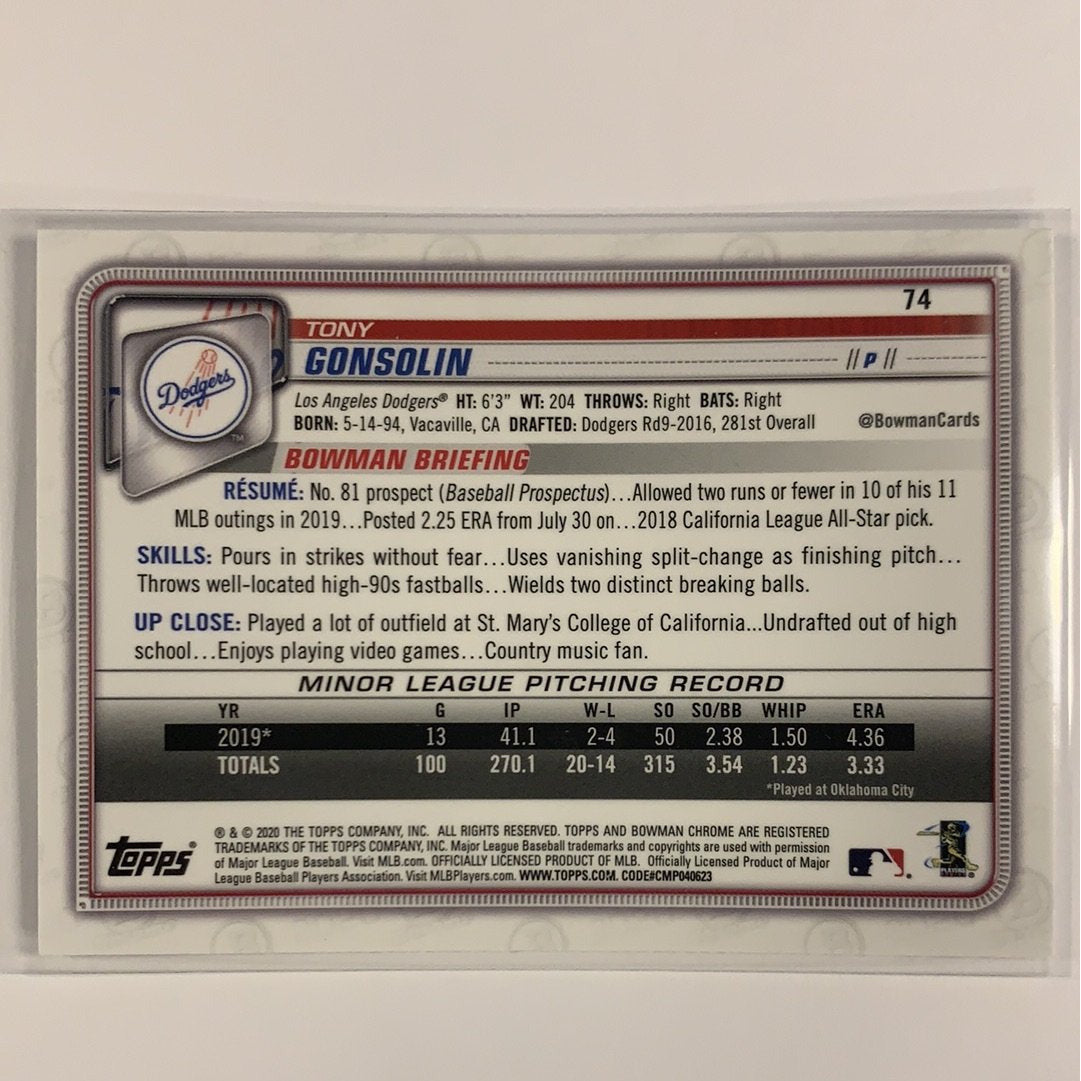 74
TONY
GONSOLIN // P //
Dodgers TM
Los Angeles Dodgers® HT: 6'3" WT: 204 THROWS: Right BATS: Right
BORN: 5-14-94, Vacaville, CA DRAFTED: Dodgers Rd9-2016, 281st Overall @BowmanCards
BOWMAN BRIEFING
RÉSUMÉ: No. 81 prospect (Baseball Prospectus)...Allowed two runs or fewer in 10 of his 11
MLB outings in 2019...Posted 2.25 ERA from July 30 on...2018 California League All-Star pick.
SKILLS: Pours in strikes without fear...Uses vanishing split-change as finishing pitch...
Throws well-located high-90s fastballs...Wields two distinct breaking balls.
UP CLOSE: Played a lot of outfield at St. Mary's College of California...Undrafted out of high
school...Enjoys playing video games...Country music fan.
MINOR LEAGUE PITCHING RECORD
YR G IP W-L SO SO/BB WHIP ERA
2019* 13 41.1 2-4 50 2.38 1.50 4.36
TOTALS 100 270.1 20-14 315 3.54 1.23 3.33
*Played at Oklahoma City
Topps®
® & © 2020 THE TOPPS COMPANY, INC. ALL RIGHTS RESERVED. TOPPS AND BOWMAN CHROME ARE REGISTERED
TRADEMARKS OF THE TOPPS COMPANY, INC. Major League Baseball trademarks and copyrights are used with permission
of Major League Baseball. Visit MLB.com. OFFICIALLY LICENSED PRODUCT OF MLB. Officially Licensed Product of Major
League Baseball Players Association. Visit MLBPlayers.com. WWW.TOPPS.COM. CODE#CMP040623